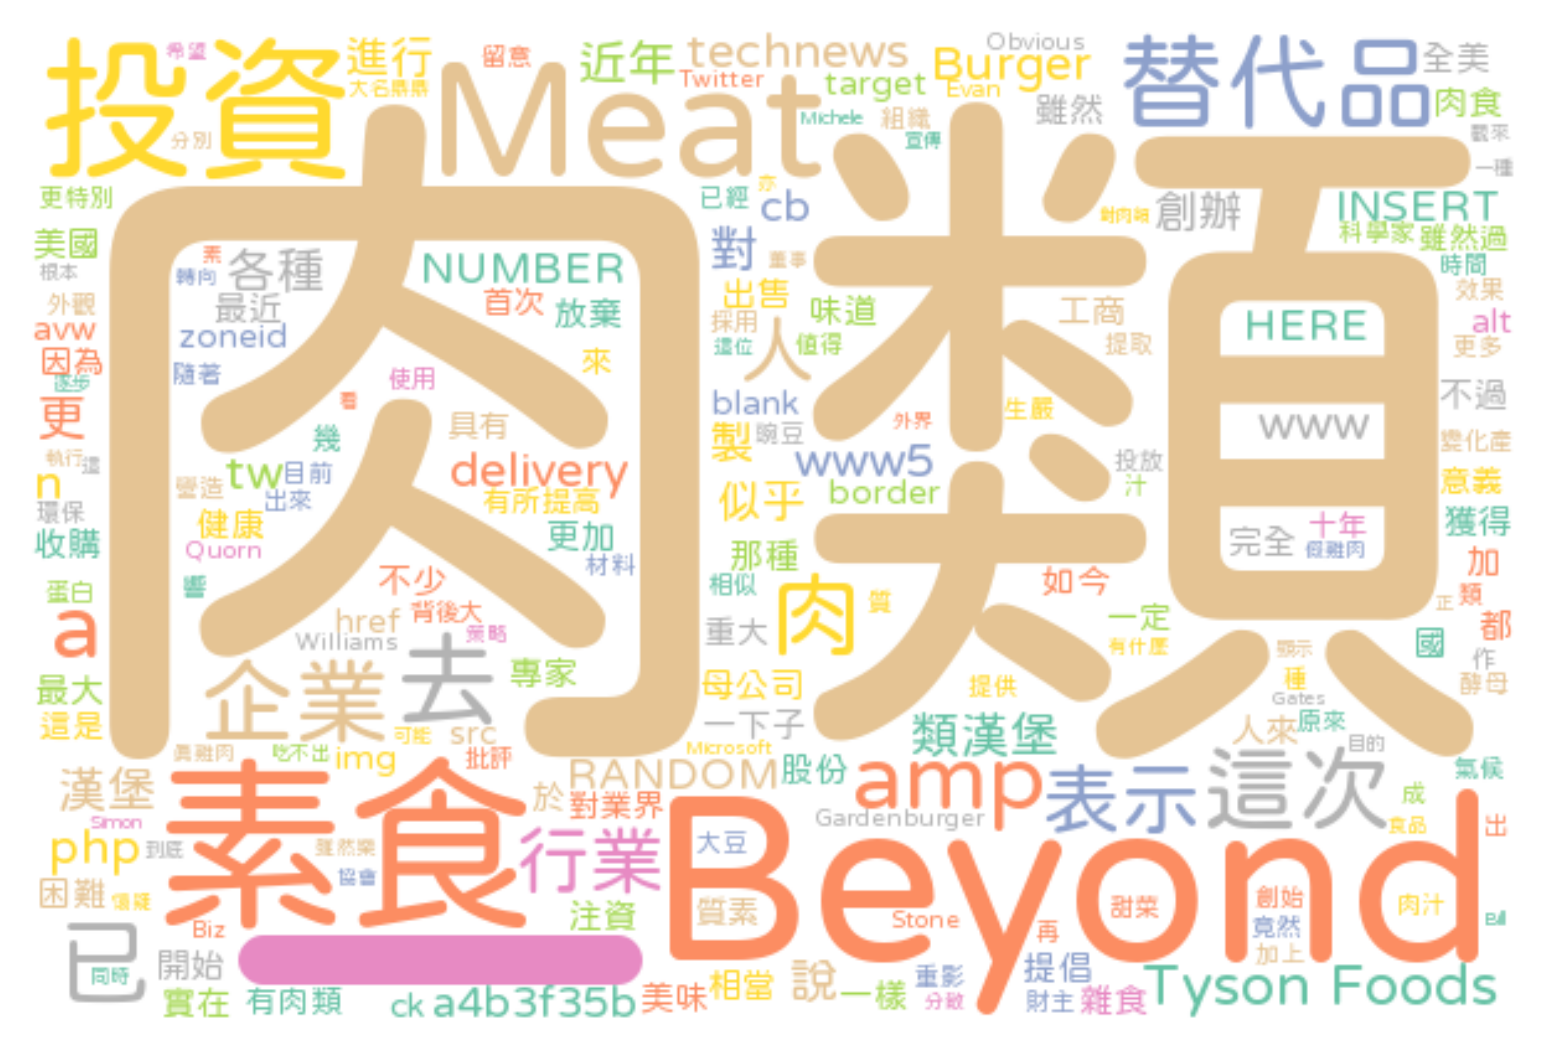 投資
希望
進行
大名鼎鼎
分別
Meat
留意
近年
technews
Twitter
target
Burger
Evan
Obvious
Michele
組織
宣傳
雖然
替代品
全美
肉食
觀來
一種
肉類
更特別
已經
亦
cb
創辦
INSERT
科學家
雖然過
美國
根本
素
轉向
各種
NUMBER
對
董事
時間
外觀
最近
首次
放棄
出售
味道
工商
效果
avw
zoneid
採用
人
這位
值得
提取
HERE
alt
更多
因為
逐步
隨著
來
使用
看
更
具有
blank
外界
生嚴
不過
www
幾
製
豌豆
變化產
執行
這
tw
目前
delivery
www5
投放
汁
n
營造
出來
有所提高
似乎
border
意義
環保
健康
更加
完全
十年
假雞肉
獲得
收購
Quorn
材料
那種
加
響
不少
相似
如今
蛋白
href
背後大
肉
質
一定
正
類
a
Williams
策略
重大
有什麼
顯示
國
都
去
專家
作
最大
企業
母公司
提供
種
Gates
酵母
這是
src
一下子
類漢堡
人來
原來
真雞肉
吃不出
img
可能
批評
Microsoft
目的
漢堡
素食
RANDOM
股份
amp
表示
這次
氣候
於
對業界
Simon
Gardenburger
成
食品
php
到底
雖然樂
協會
行業
Beyond
大豆
出
困難
領雞
質素
甜菜
創始
竟然
加上
肉汁
Biz
注資
Stone
再
Bill
已
同時
開始
實在
有肉類
ck
a4b3f35b
美味
相當
說
一樣
重影
分散
提倡
財主
雜食
Tyson Foods